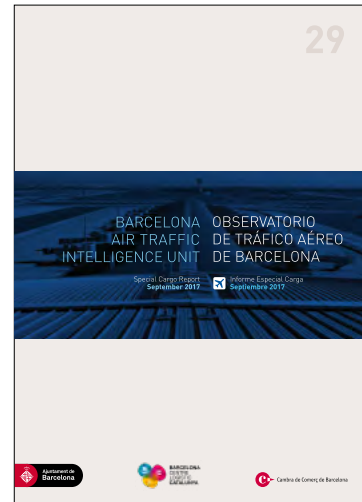 29
BARCELONA
AIR TRAFFIC
INTELLIGENCE UNIT
OBSERVATORIO
DE TRÁFICO AÉREO
DE BARCELONA
Special Cargo Report
September 2017
Informe Especial Carga
Septiembre 2017
Ajuntament de
Barcelona
BARCELONA
CENTRE
LOGÍSTIC
CATALUNYA
Cambra de Comerç de Barcelona